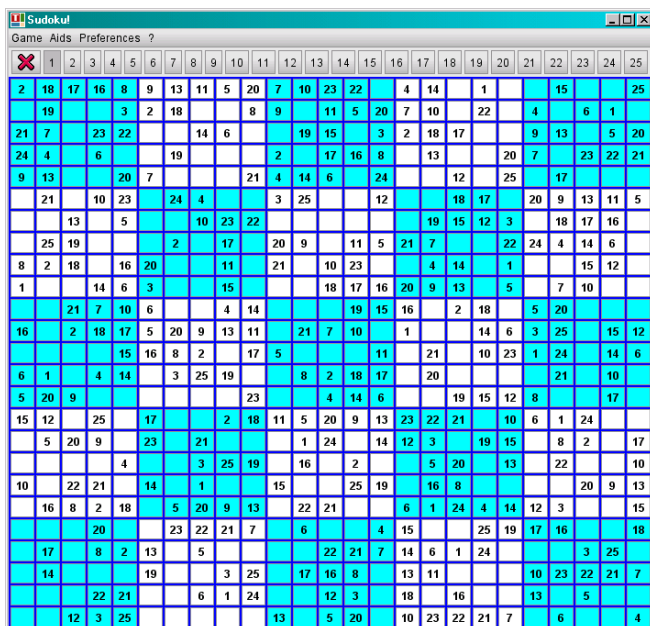 Sudoku!
Game Aids Preferences ?
1 2 3 4 5 6 7 8 9 10 11 12 13 14 15 16 17 18 19 20 21 22 23 24 25
2 18 17 16 8 9 13 11 5 20 7 10 23 22 4 14 1 15 25
19 3 2 18 8 9 11 5 20 7 10 22 4 6 1
21 7 23 22 14 6 19 15 3 2 18 17 9 13 5 20
24 4 6 19 2 17 16 8 13 20 7 23 22 21
9 13 20 7 21 4 14 6 24 12 25 17
21 10 23 24 4 3 25 12 18 17 20 9 13 11 5
13 5 10 23 22 19 15 12 3 18 17 16
25 19 2 17 20 9 11 5 21 7 22 24 4 14 6
8 2 18 16 20 11 21 10 23 4 14 1 15 12
1 14 6 3 15 18 17 16 20 9 13 5 7 10
21 7 10 6 4 14 19 15 16 2 18 5 20
16 2 18 17 5 20 9 13 11 21 7 10 1 14 6 3 25 15 12
15 16 8 2 17 5 11 21 10 23 1 24 14 6
6 1 4 14 3 25 19 8 2 18 17 20 21 10
5 20 9 23 4 14 6 19 15 12 8 17
15 12 25 17 2 18 11 5 20 9 13 23 22 21 10 6 1 24
5 20 9 23 21 1 24 14 12 3 19 15 8 2 17
4 3 25 19 16 2 5 20 13 22 10
10 22 21 14 1 15 25 19 16 8 20 9 13
16 8 2 18 5 20 9 13 22 21 6 1 24 4 14 12 3 15
20 23 22 21 7 6 4 15 25 19 17 16 18
17 8 2 13 5 22 21 7 14 6 1 24 3 25
14 19 3 25 17 16 8 13 11 10 23 22 21 7
22 21 6 1 24 12 3 18 16 13 5
12 3 25 13 5 20 10 23 22 21 7 6 4